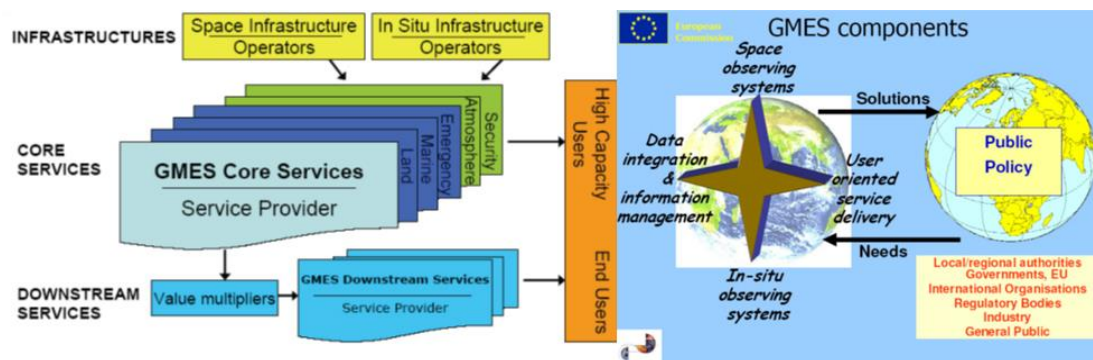 INFRASTRUCTURES
Space Infrastructure
Operators
In Situ Infrastructure
Operators
CORE
SERVICES
GMES Core Services
Service Provider
Land
Marine
Emergency
Atmosphere
Security
High Capacity
Users
End Users
DOWNSTREAM
SERVICES
Value multipliers
GMES Downstream Services
Service Provider
European
Commission
GMES components
Space
observing
systems
Data
integration
&
information
management
User
oriented
service
delivery
In-situ
observing
systems
Solutions
Needs
Public
Policy
Local/regional authorities
Governments, EU
International Organisations
Regulatory Bodies
Industry
General Public